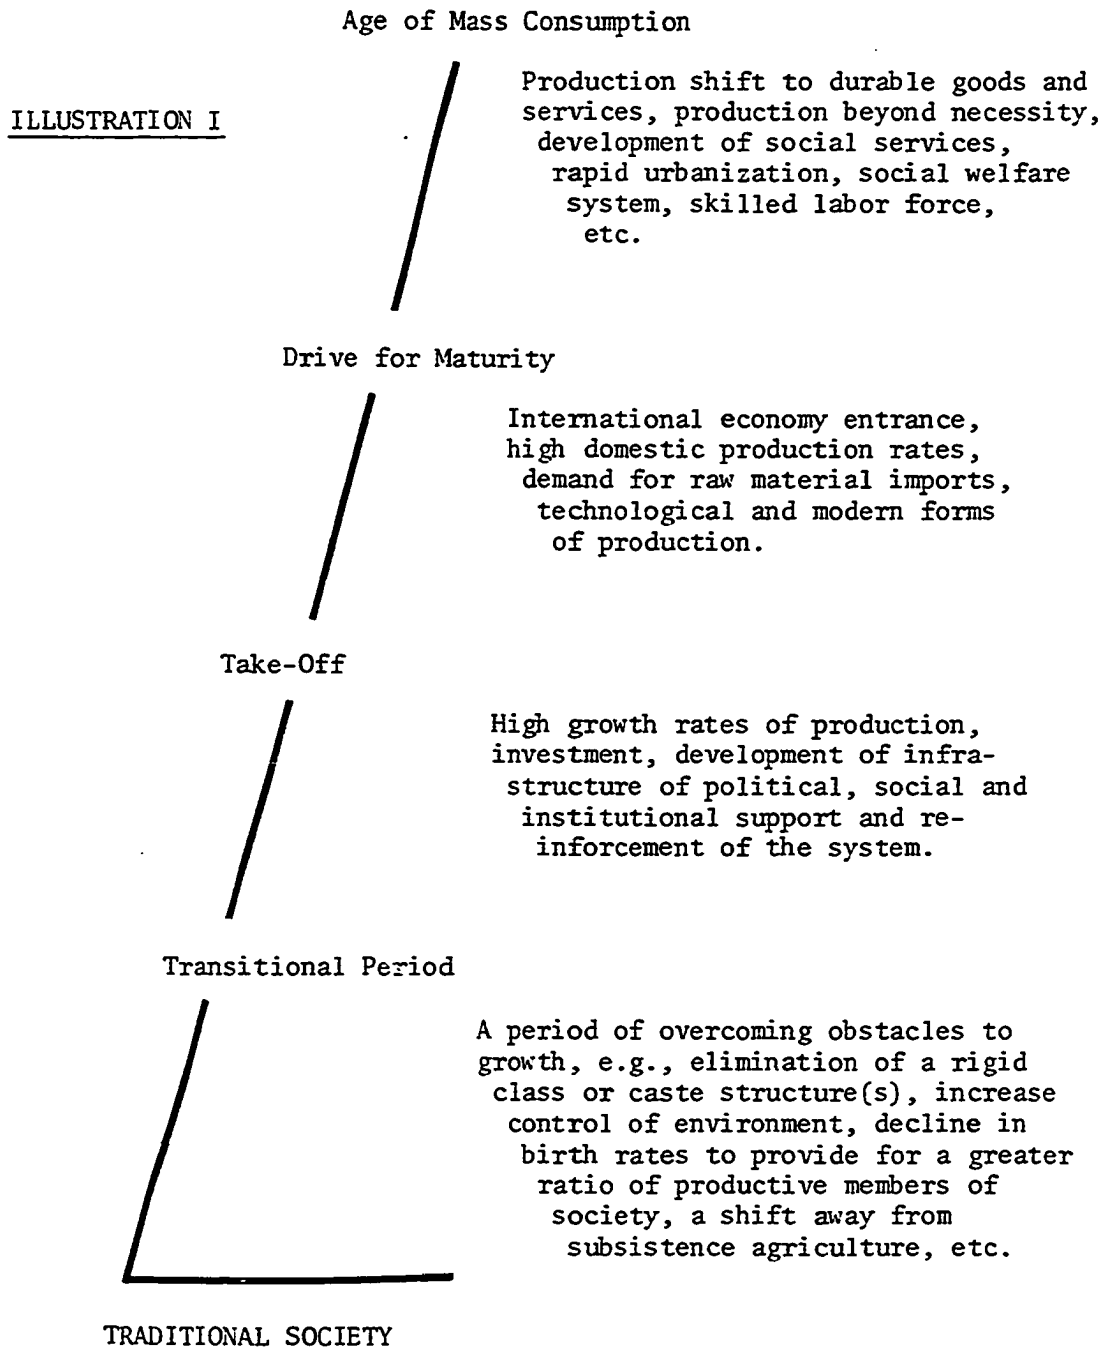 Age of Mass Consumption
ILLUSTRATION I
Production shift to durable goods and
services, production beyond necessity,
development of social services,
rapid urbanization, social welfare
system, skilled labor force,
etc.
Drive for Maturity
International economy entrance,
high domestic production rates,
demand for raw material imports,
technological and modern forms
of production.
Take-Off
High growth rates of production,
investment, development of infra-
structure of political, social and
institutional support and re-
inforcement of the system.
Transitional Period
A period of overcoming obstacles to
growth, e.g., elimination of a rigid
class or caste structure(s), increase
control of environment, decline in
birth rates to provide for a greater
ratio of productive members of
society, a shift away from
subsistence agriculture, etc.
TRADITIONAL SOCIETY